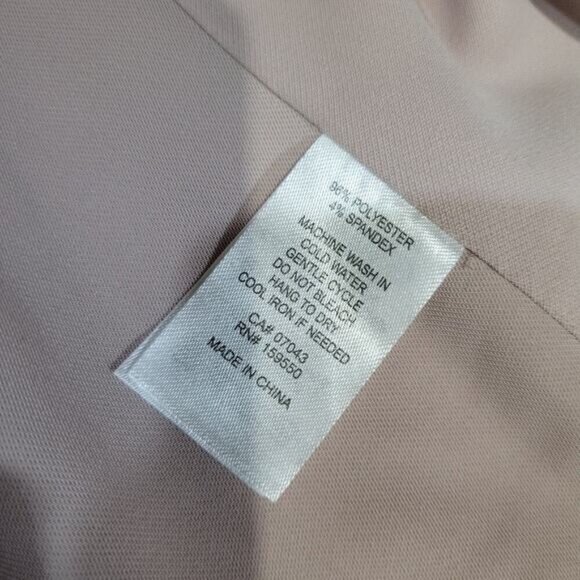 96% POLYESTER
4% SPANDEX
MACHINE WASH IN
COLD WATER
GENTLE CYCLE
DO NOT BLEACH
HANG TO DRY
COOL IRON IF NEEDED
CA# 07043
RN# 159550
MADE IN CHINA